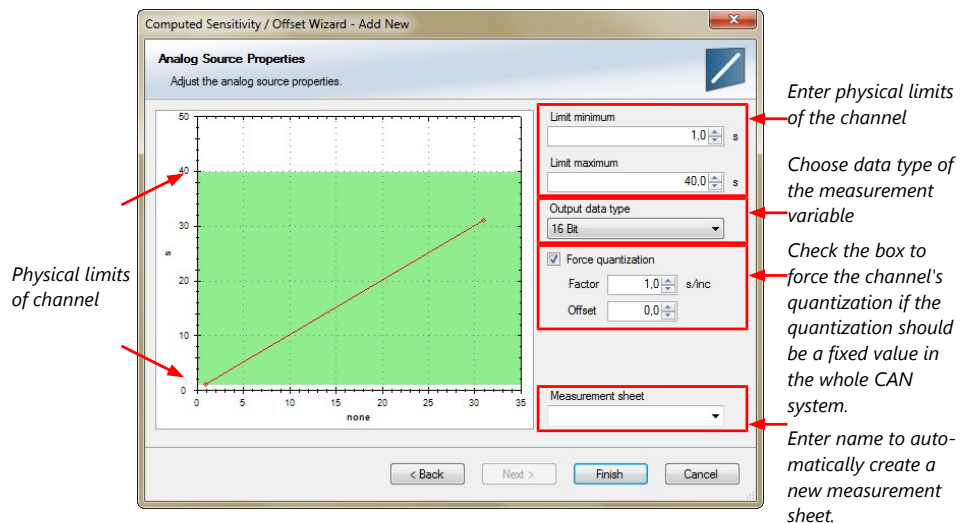 Computed Sensitivity / Offset Wizard - Add New
Analog Source Properties
Adjust the analog source properties.
50
40
30
20
10
0
s
0 5 10 15 20 25 30 35
none
Limit minimum
1,0 s
Limit maximum
40,0 s
Output data type
16 Bit
Force quantization
Factor 1,0 s/inc
Offset 0,0
Measurement sheet
< Back Next > Finish Cancel
Physical limits
of channel
Enter physical limits
of the channel
Choose data type of
the measurement
variable
Check the box to
force the channel's
quantization if the
quantization should
be a fixed value in
the whole CAN
system.
Enter name to auto-
matically create a
new measurement
sheet.